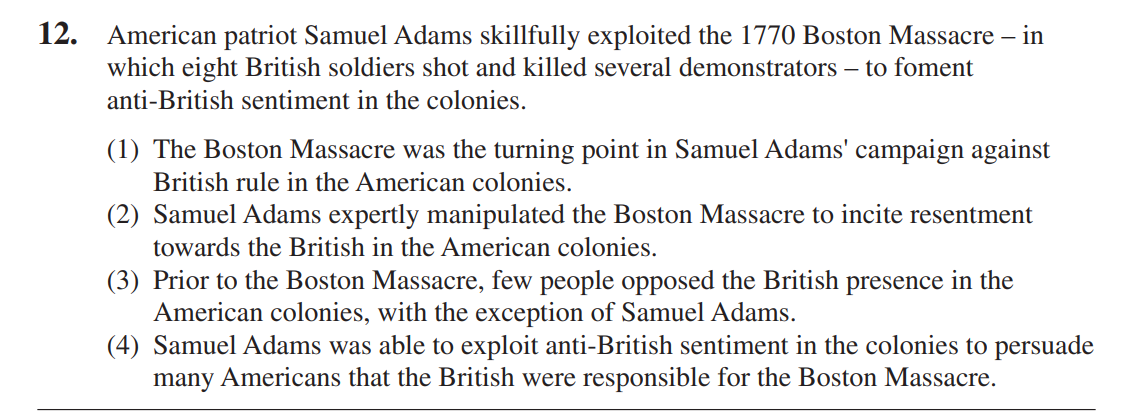 12. American patriot Samuel Adams skillfully exploited the 1770 Boston Massacre – in
which eight British soldiers shot and killed several demonstrators – to foment
anti-British sentiment in the colonies.
(1) The Boston Massacre was the turning point in Samuel Adams' campaign against
British rule in the American colonies.
(2) Samuel Adams expertly manipulated the Boston Massacre to incite resentment
towards the British in the American colonies.
(3) Prior to the Boston Massacre, few people opposed the British presence in the
American colonies, with the exception of Samuel Adams.
(4) Samuel Adams was able to exploit anti-British sentiment in the colonies to persuade
many Americans that the British were responsible for the Boston Massacre.